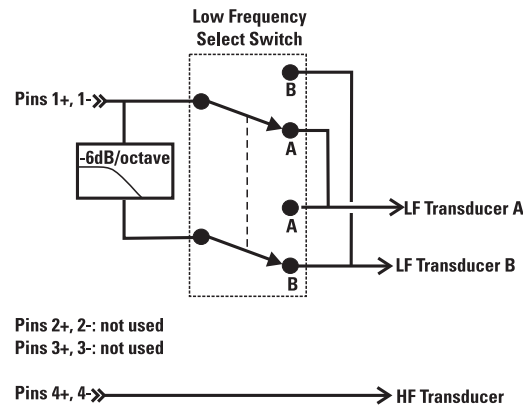 Low Frequency
Select Switch
B
Pins 1+, 1-
A
-6dB/octave
A
LF Transducer A
LF Transducer B
B
Pins 2+, 2-: not used
Pins 3+, 3-: not used
Pins 4+, 4-
HF Transducer